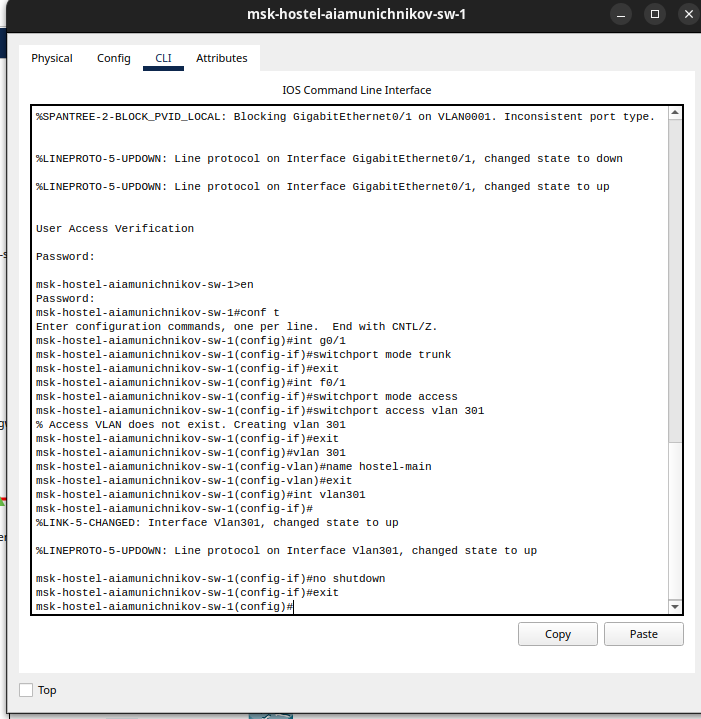 msk-hostel-aiamunichnikov-sw-1
Physical Config CLI Attributes
IOS Command Line Interface
%SPANTREE-2-BLOCK_PVID_LOCAL: Blocking GigabitEthernet0/1 on VLAN0001. Inconsistent port type.
%LINEPROTO-5-UPDOWN: Line protocol on Interface GigabitEthernet0/1, changed state to down
%LINEPROTO-5-UPDOWN: Line protocol on Interface GigabitEthernet0/1, changed state to up
User Access Verification
Password:
msk-hostel-aiamunichnikov-sw-1>en
Password:
msk-hostel-aiamunichnikov-sw-1#conf t
Enter configuration commands, one per line.  End with CNTL/Z.
msk-hostel-aiamunichnikov-sw-1(config)#int g0/1
msk-hostel-aiamunichnikov-sw-1(config-if)#switchport mode trunk
msk-hostel-aiamunichnikov-sw-1(config-if)#exit
msk-hostel-aiamunichnikov-sw-1(config)#int f0/1
msk-hostel-aiamunichnikov-sw-1(config-if)#switchport mode access
msk-hostel-aiamunichnikov-sw-1(config-if)#switchport access vlan 301
% Access VLAN does not exist. Creating vlan 301
msk-hostel-aiamunichnikov-sw-1(config-if)#exit
msk-hostel-aiamunichnikov-sw-1(config)#vlan 301
msk-hostel-aiamunichnikov-sw-1(config-vlan)#name hostel-main
msk-hostel-aiamunichnikov-sw-1(config-vlan)#exit
msk-hostel-aiamunichnikov-sw-1(config)#int vlan301
msk-hostel-aiamunichnikov-sw-1(config-if)#
%LINK-5-CHANGED: Interface Vlan301, changed state to up
%LINEPROTO-5-UPDOWN: Line protocol on Interface Vlan301, changed state to up
msk-hostel-aiamunichnikov-sw-1(config-if)#no shutdown
msk-hostel-aiamunichnikov-sw-1(config-if)#exit
msk-hostel-aiamunichnikov-sw-1(config)#
Copy Paste
Top